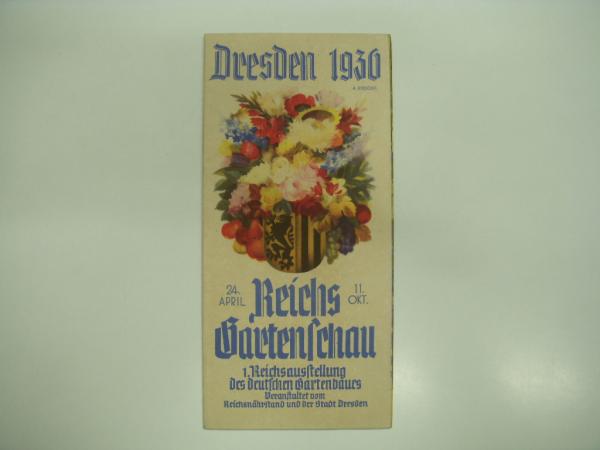 Dresden 1936
24. APRIL
11. OKT.
Reichs
Gartenschau
1. Reichsausstellung
des deutschen Gartenbaues
Veranstaltet vom
Reichsnährstand und der Stadt Dresden